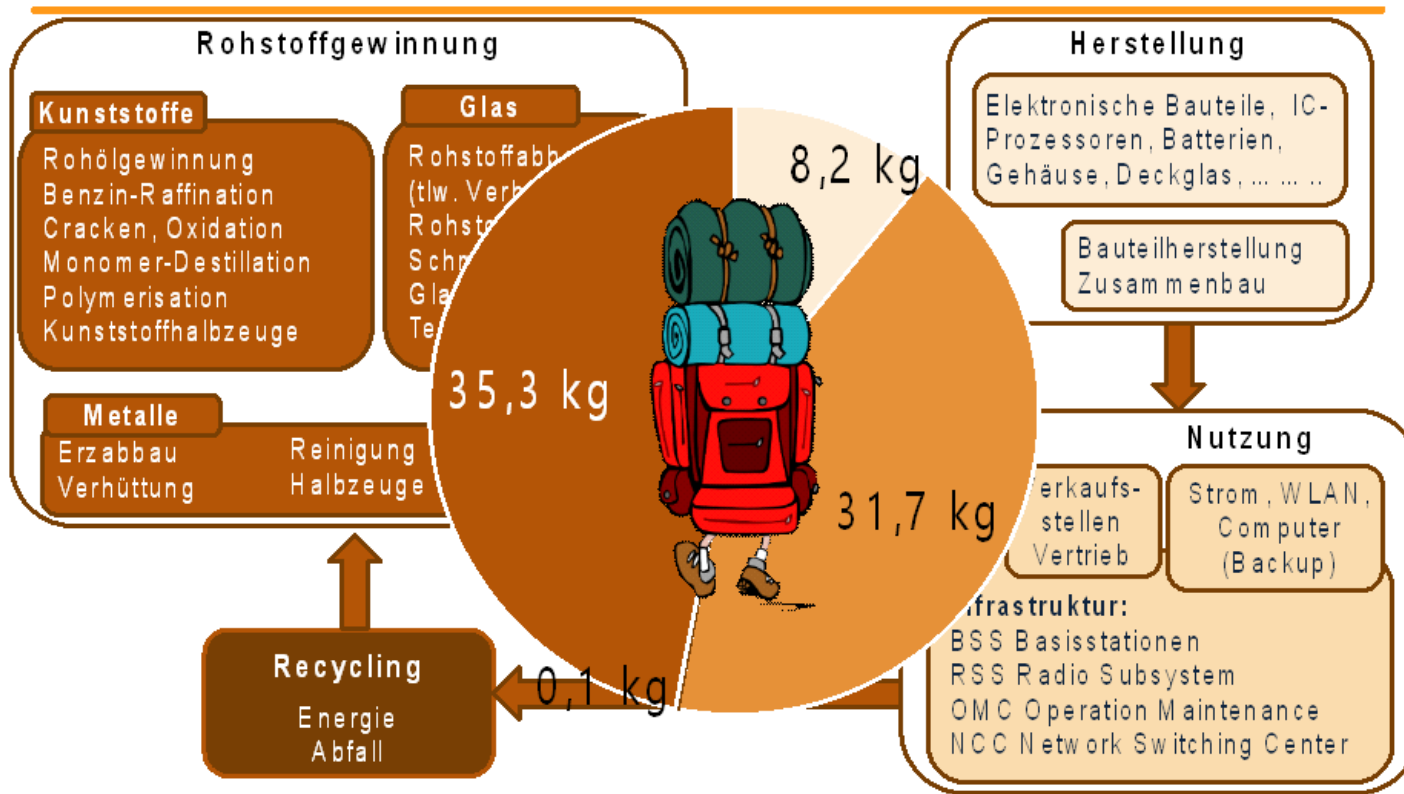 Rohstoffgewinnung
Kunststoffe
Rohölgewinnung
Benzin-Raffination
Cracken, Oxidation
Monomer-Destillation
Polymerisation
Kunststoffhalbzeuge
Glas
(tlw.
Metalle
Erzabbau
Verhüttung
Reinigung
Halbzeuge
8,2 kg
35,3 kg
31,7 kg
0,1 kg
Herstellung
Elektronische Bauteile, IC-
Prozessoren, Batterien,
Gehäuse, Deckglas, ... ... ..
Bauteilherstellung
Zusammenbau
Nutzung
stellen
Vertrieb
Strom, WLAN,
Computer
(Backup)
BSS Basisstationen
RSS Radio Subsystem
OMC Operation Maintenance
NCC Network Switching Center
Recycling
Energie
Abfall